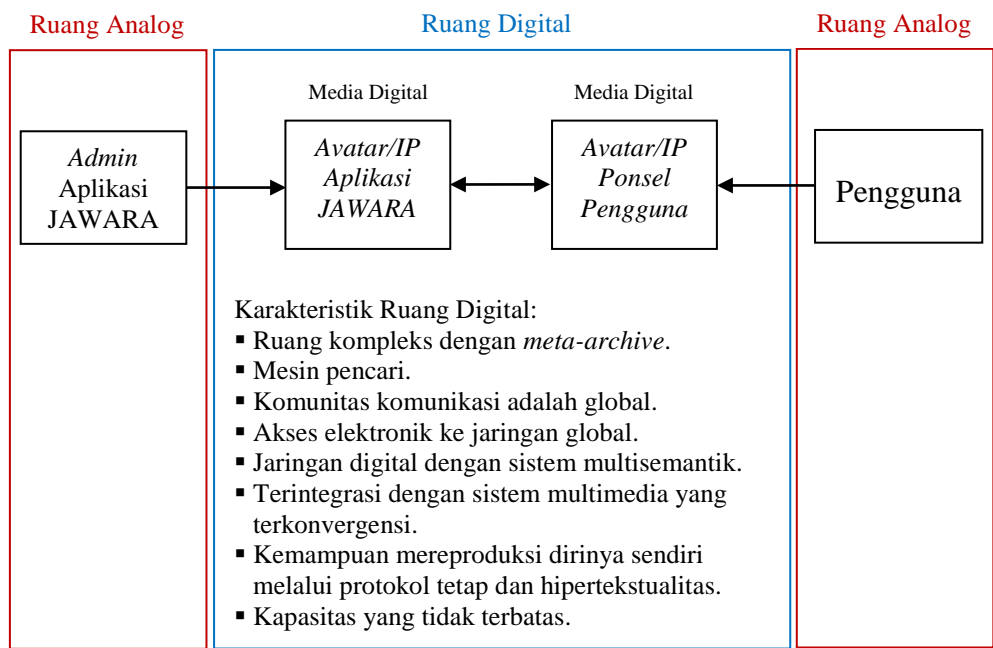 Ruang Analog
Ruang Digital
Ruang Analog
Media Digital
Media Digital
Admin
Aplikasi
JAWARA
Avatar/IP
Aplikasi
JAWARA
Avatar/IP
Ponsel
Pengguna
Pengguna
Karakteristik Ruang Digital:
▪ Ruang kompleks dengan meta-archive.
▪ Mesin pencari.
▪ Komunitas komunikasi adalah global.
▪ Akses elektronik ke jaringan global.
▪ Jaringan digital dengan sistem multisemantik.
▪ Terintegrasi dengan sistem multimedia yang
terkonvergensi.
▪ Kemampuan mereproduksi dirinya sendiri
melalui protokol tetap dan hipertekstualitas.
▪ Kapasitas yang tidak terbatas.